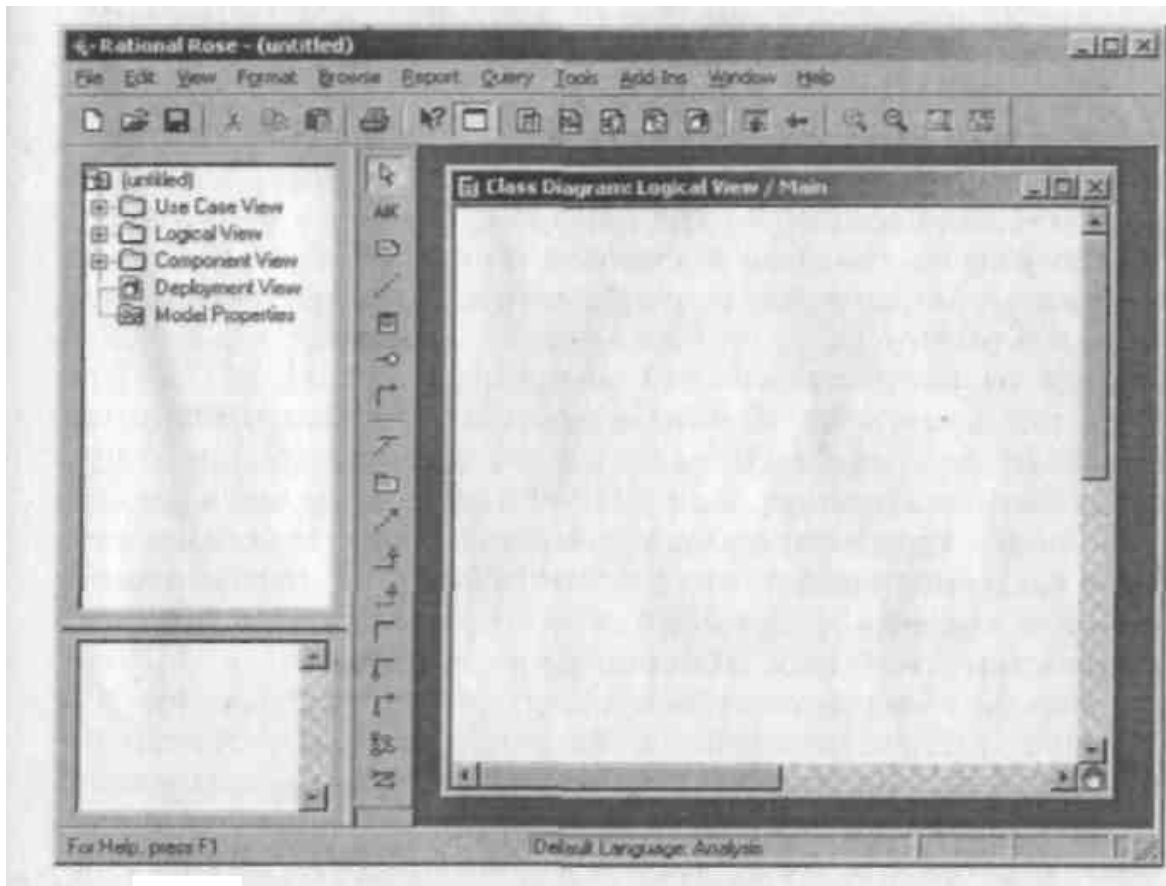 Rational Rose - (untitled)
File Edit View Format Browse Report Query Tools Add-Ins Window Help
(untitled)
Use Case View
Logical View
Component View
Deployment View
Model Properties
ABC
Class Diagram: Logical View / Main
For Help, press F1
Default Language: Analysis